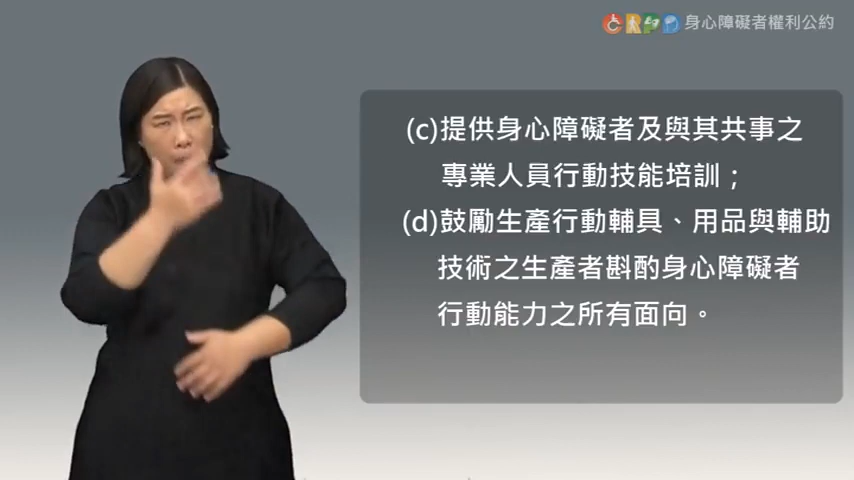 CRPD 身心障礙者權利公約
(c)提供身心障礙者及與其共事之
專業人員行動技能培訓；
(d)鼓勵生產行動輔具、用品與輔助
技術之生產者斟酌身心障礙者
行動能力之所有面向。